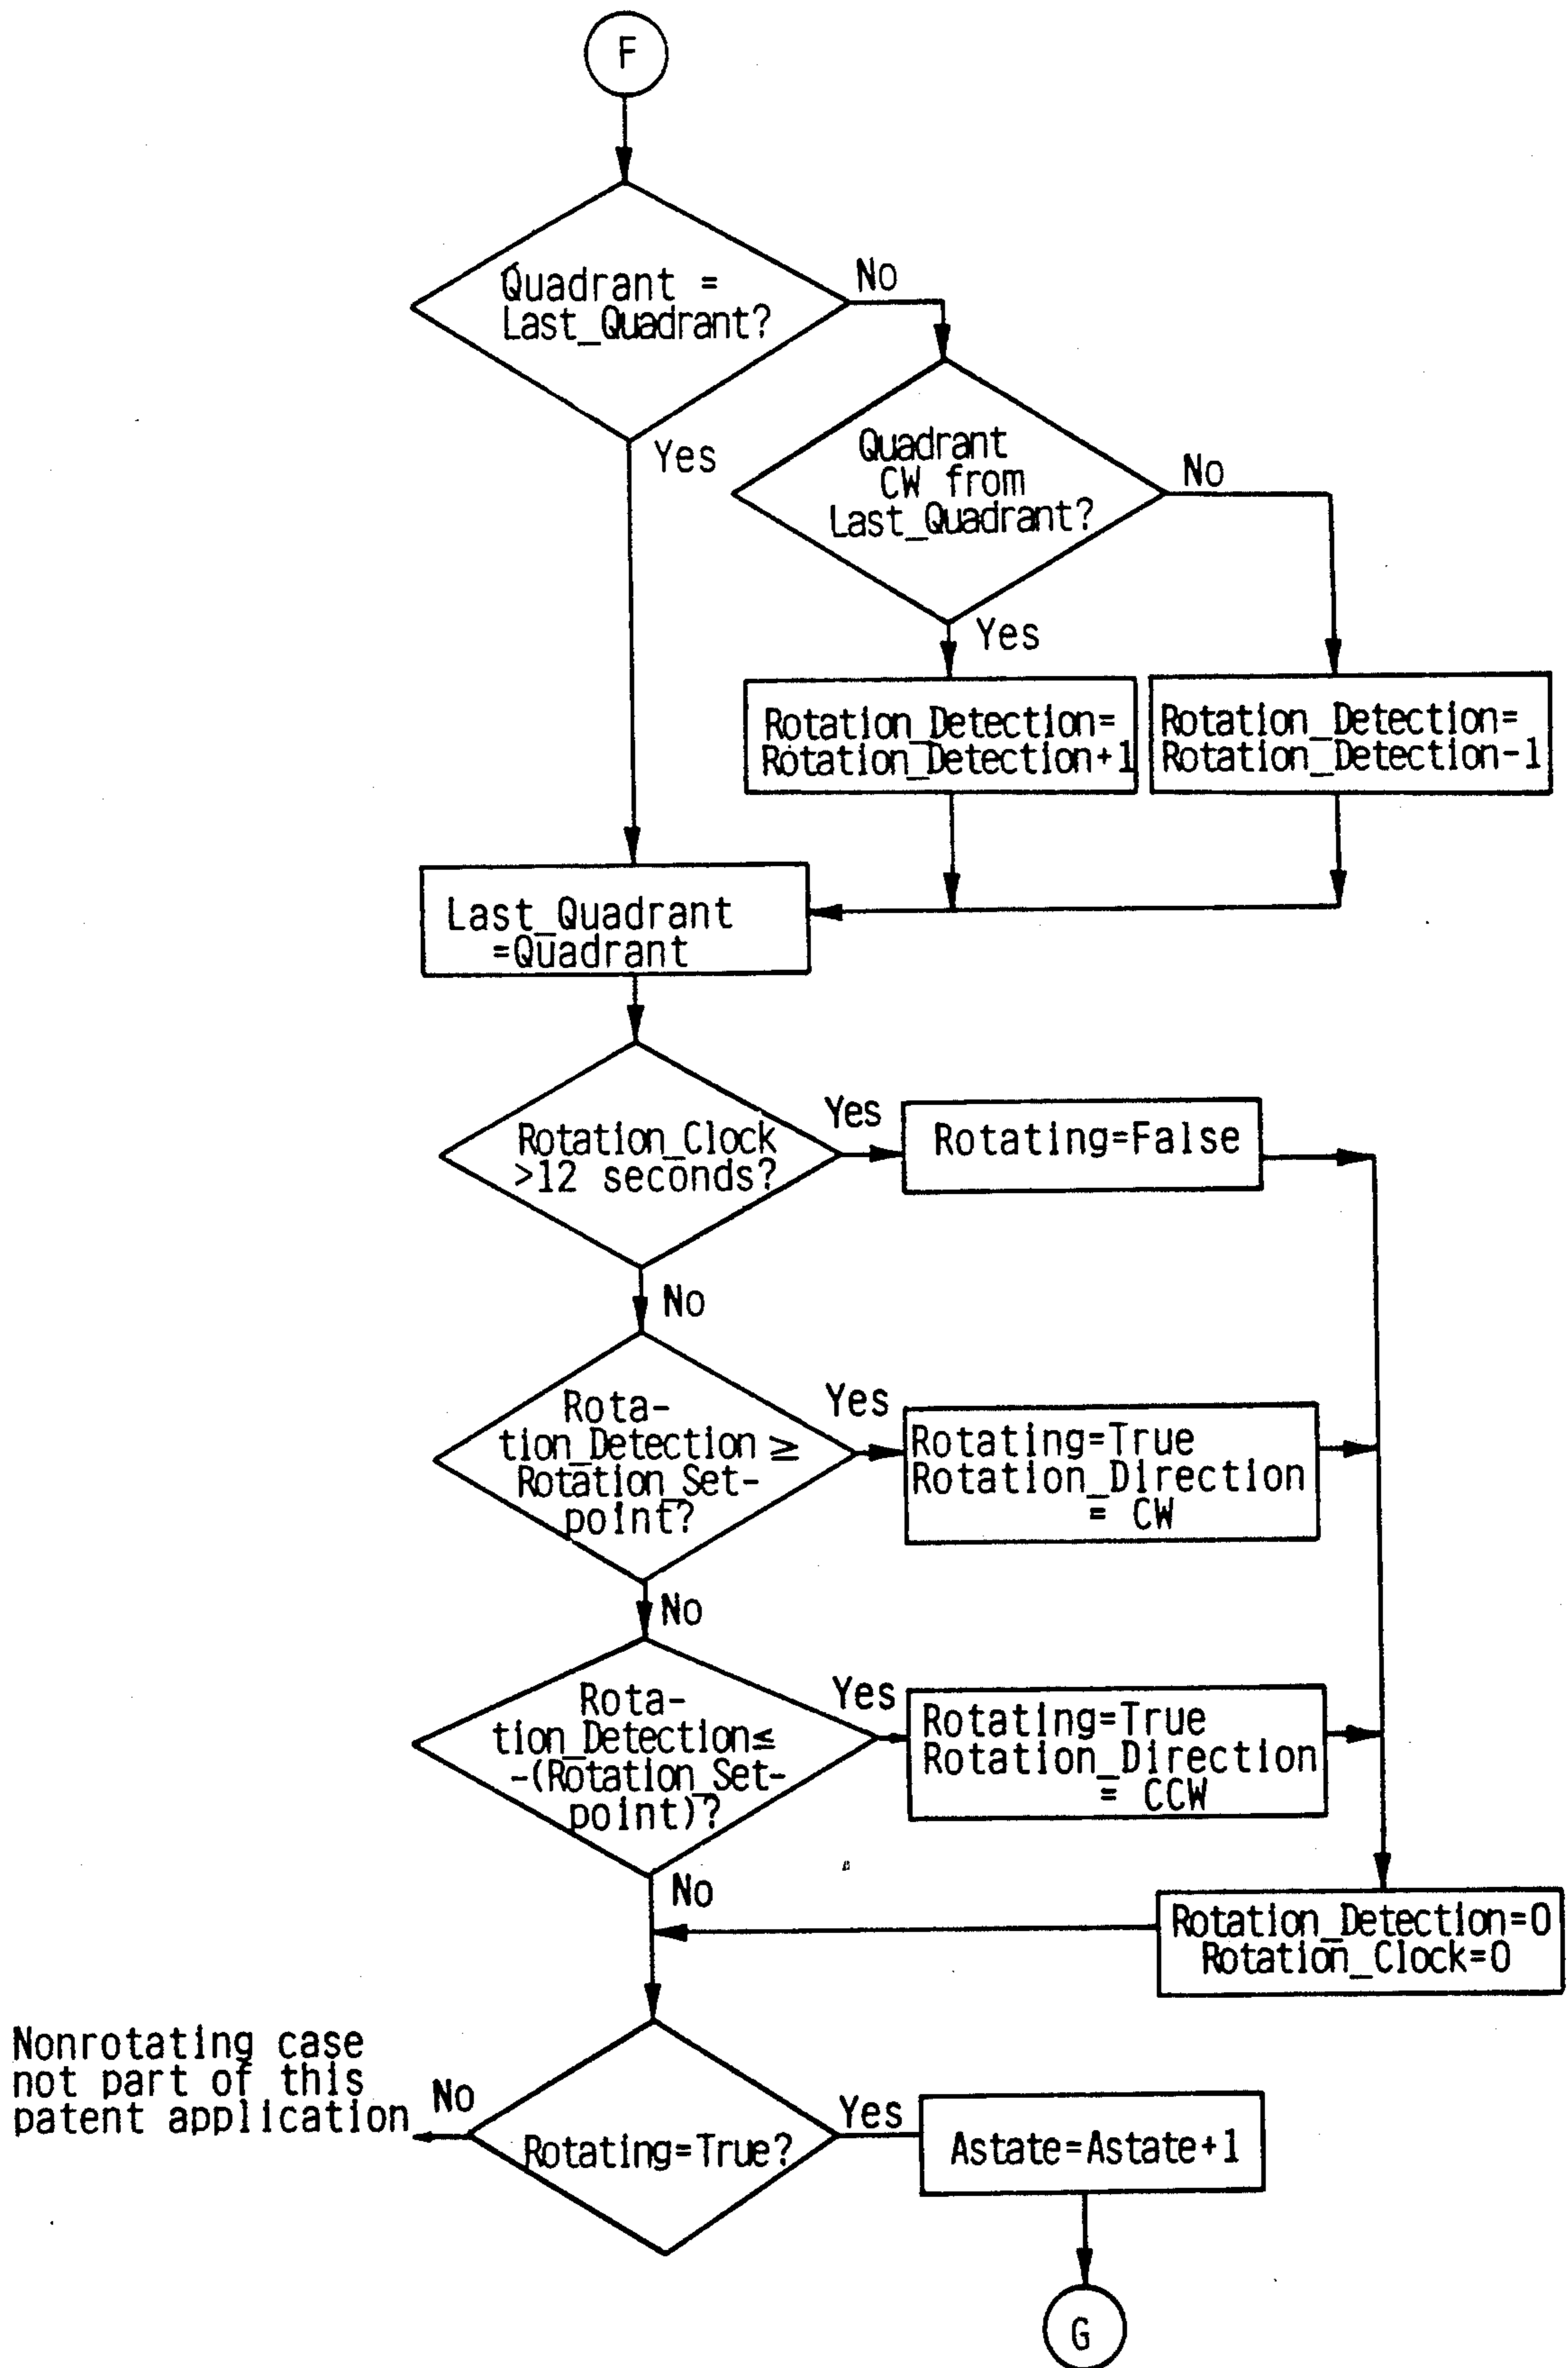 F
Quadrant =
Last_Quadrant?
No
Yes
Quadrant
CW from
Last_Quadrant?
No
Yes
Rotation_Detection=
Rotation_Detection+1
Rotation_Detection=
Rotation_Detection-1
Last_Quadrant
=Quadrant
Rotation_Clock
>12 seconds?
Yes
Rotating=False
No
Rota-
tion_Detection ≥
Rotation_Set-
point?
Yes
Rotating=True
Rotation_Direction
= CW
No
Rota-
tion_Detection≤
-(Rotation_Set-
point)?
Yes
Rotating=True
Rotation_Direction
= CCW
No
Rotation_Detection=0
Rotation_Clock=0
Nonrotating case
not part of this
patent application
No
Rotating=True?
Yes
Astate=Astate+1
G